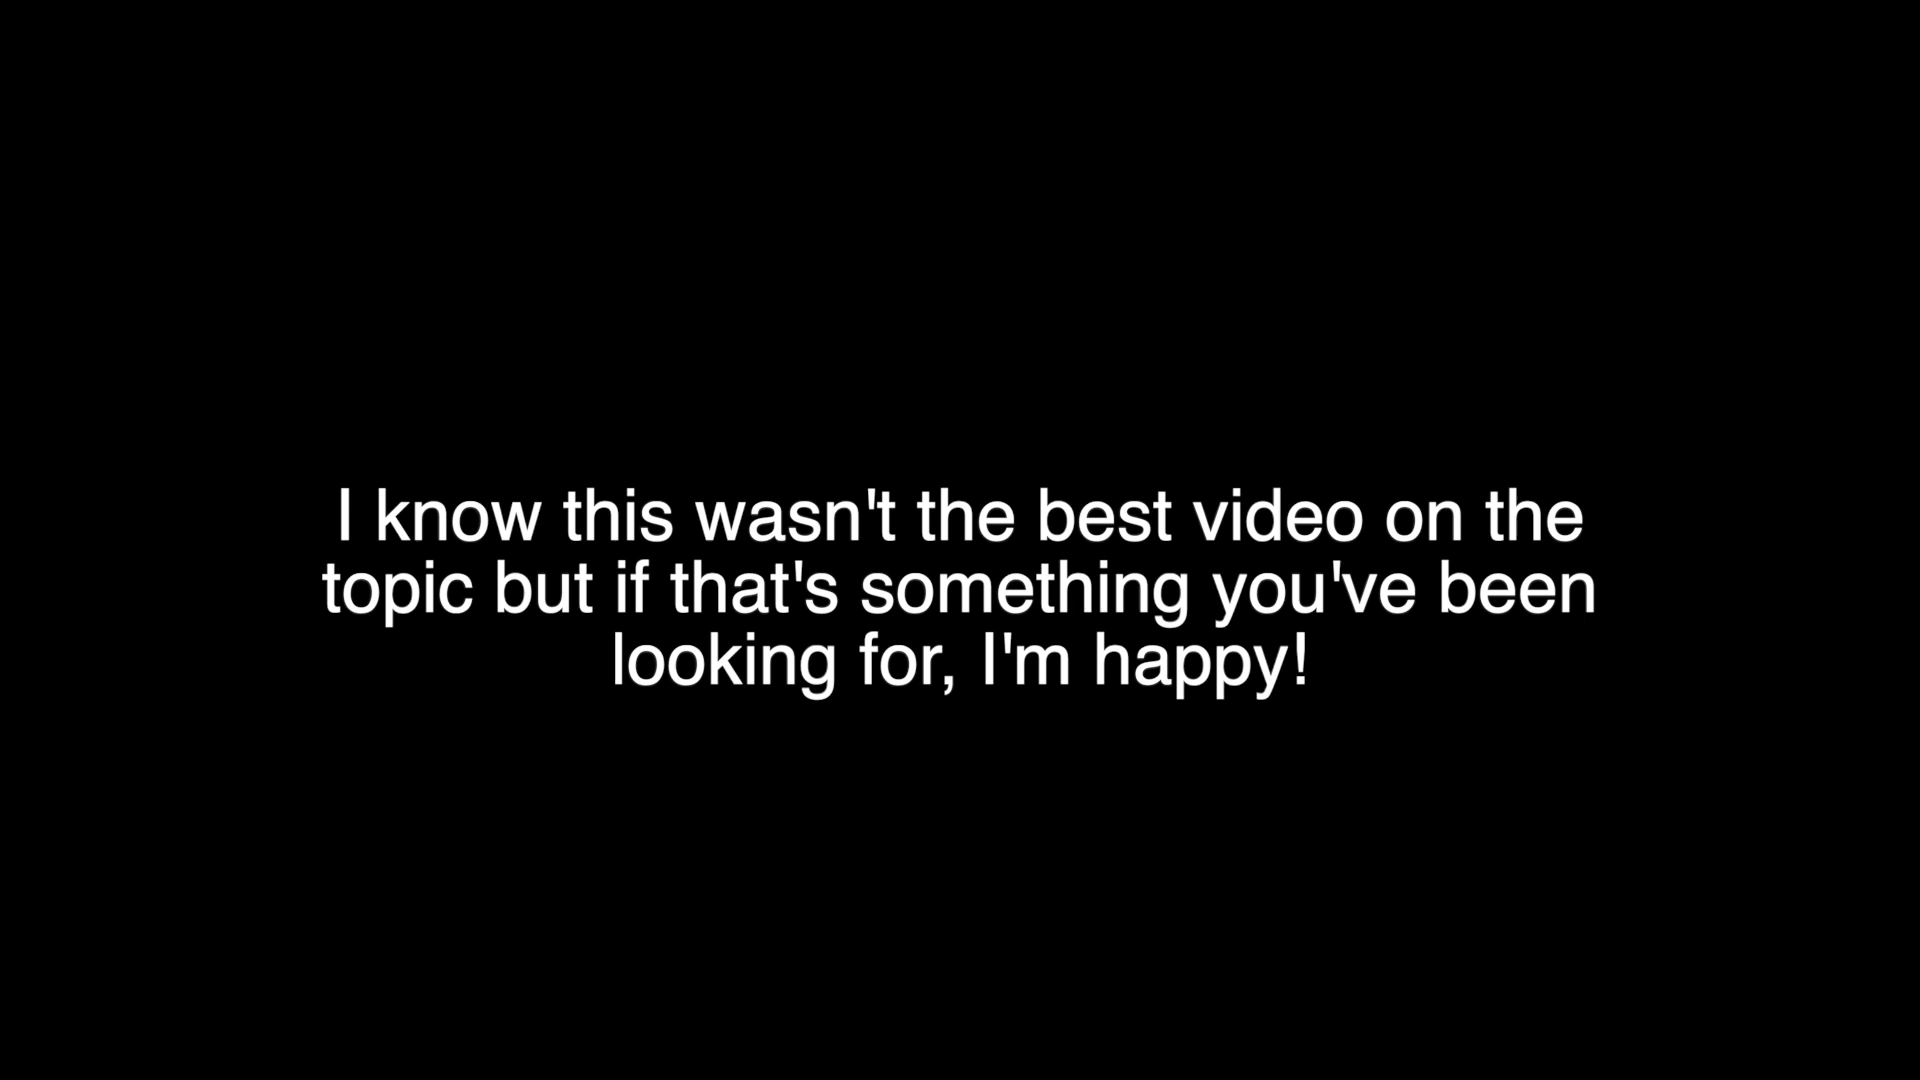 I know this wasn't the best video on the
topic but if that's something you've been
looking for, I'm happy!